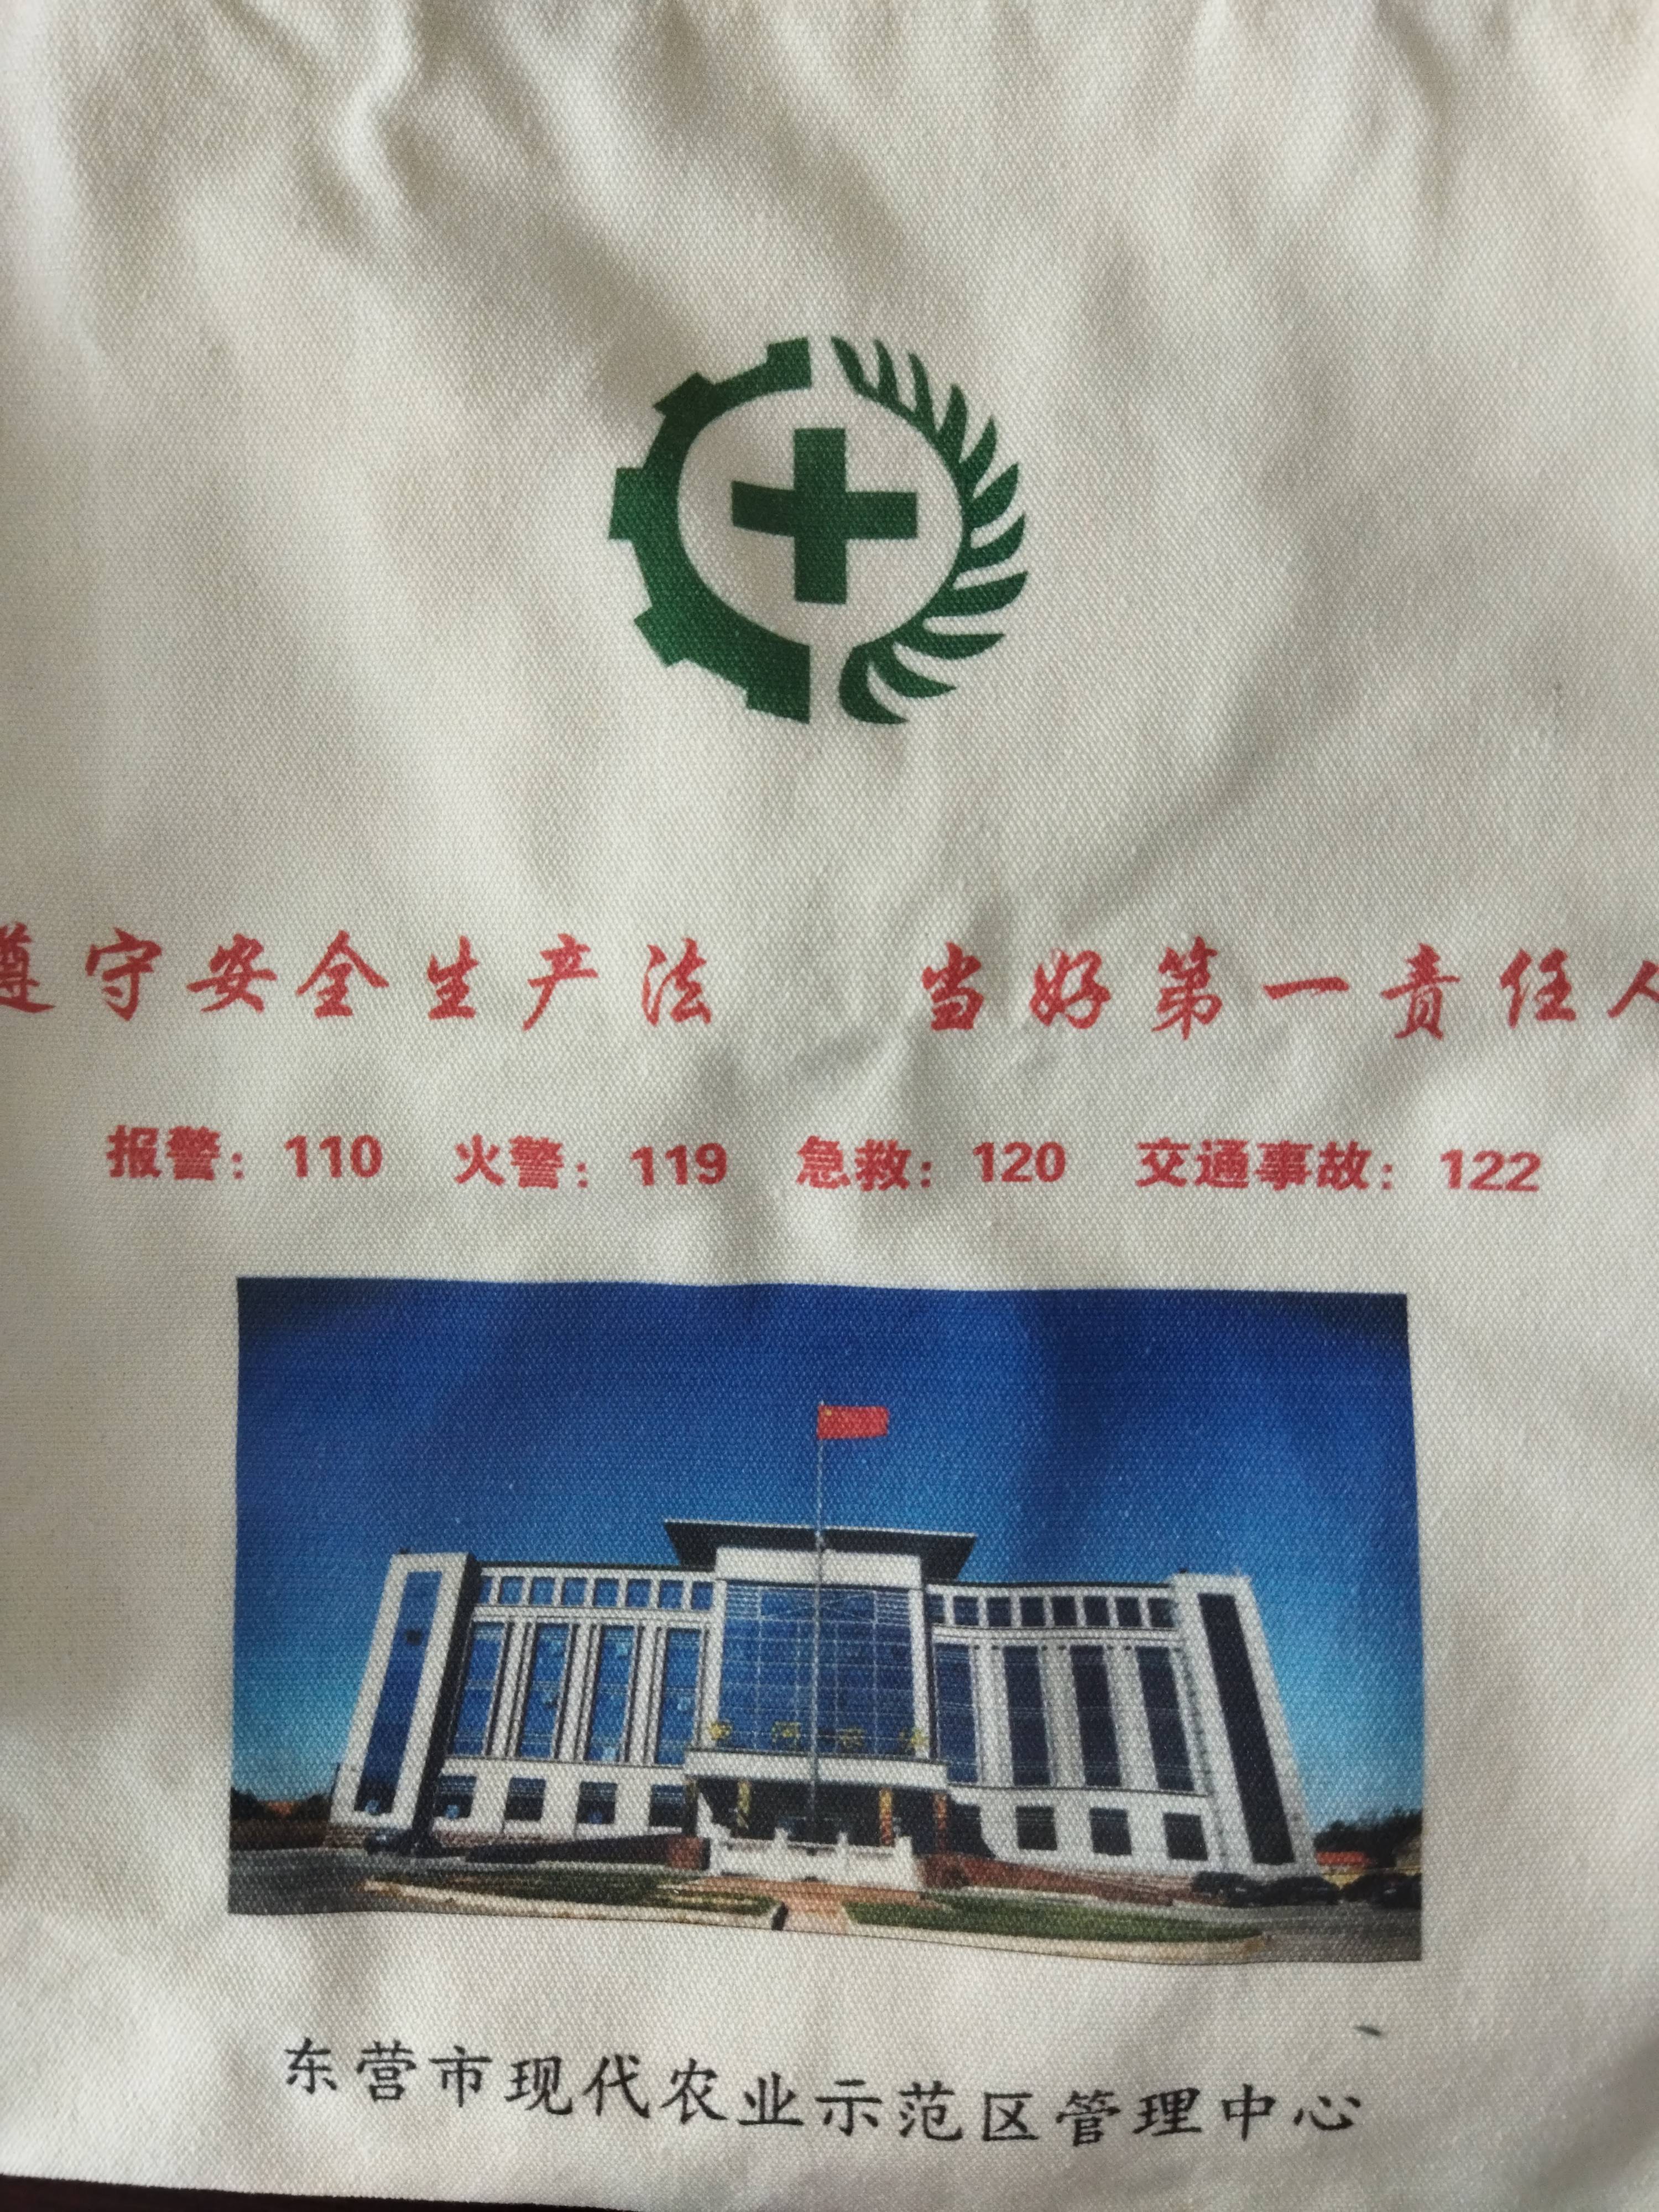 遵守安全生产法 当好第一责任人
报警：110 火警：119 急救：120 交通事故：122
东营市现代农业示范区管理中心